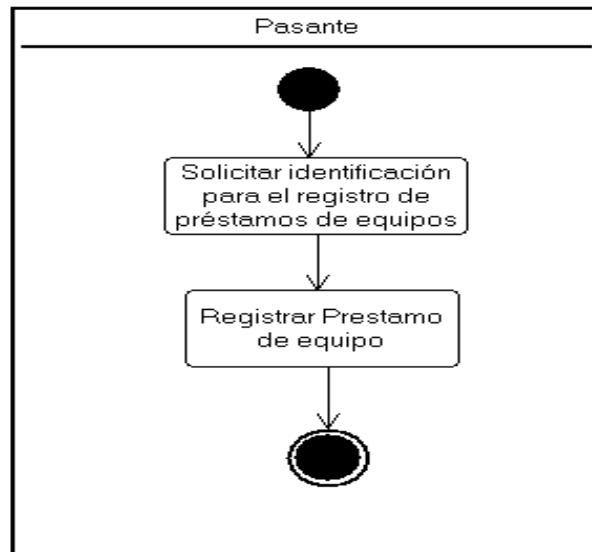 Pasante
Solicitar identificación
para el registro de
préstamos de equipos
Registrar Prestamo
de equipo